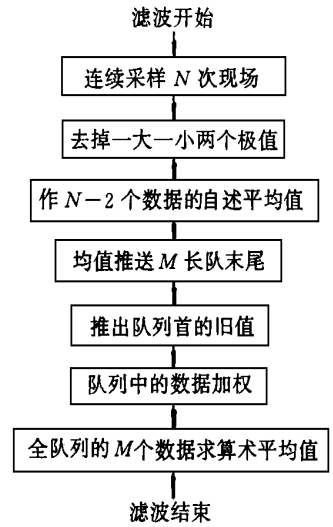 滤波开始
连续采样 N 次现场
去掉一大一小两个极值
作 N-2 个数据的自述平均值
均值推送 M 长队末尾
推出队列首的旧值
队列中的数据加权
全队列的 M个数据求算术平均值
滤波结束